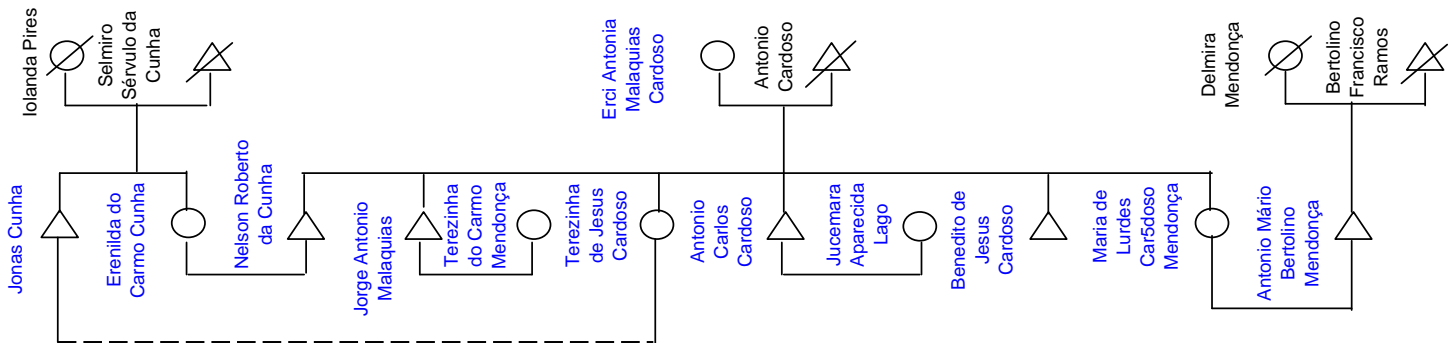 Iolanda Pires
Selmiro
Sérvulo da
Cunha
Erci Antonia
Malaquias
Cardoso
Antonio
Cardoso
Delmira
Mendonça
Bertolino
Francisco
Ramos
Jonas Cunha
Erenilda do
Carmo Cunha
Nelson Roberto
da Cunha
Jorge Antonio
Malaquias
Terezinha
do Carmo
Mendonça
Terezinha
de Jesus
Cardoso
Antonio
Carlos
Cardoso
Jucemara
Aparecida
Lago
Benedito de
Jesus
Cardoso
Maria de
Lurdes
Car5doso
Mendonça
Antonio Mário
Bertolino
Mendonça